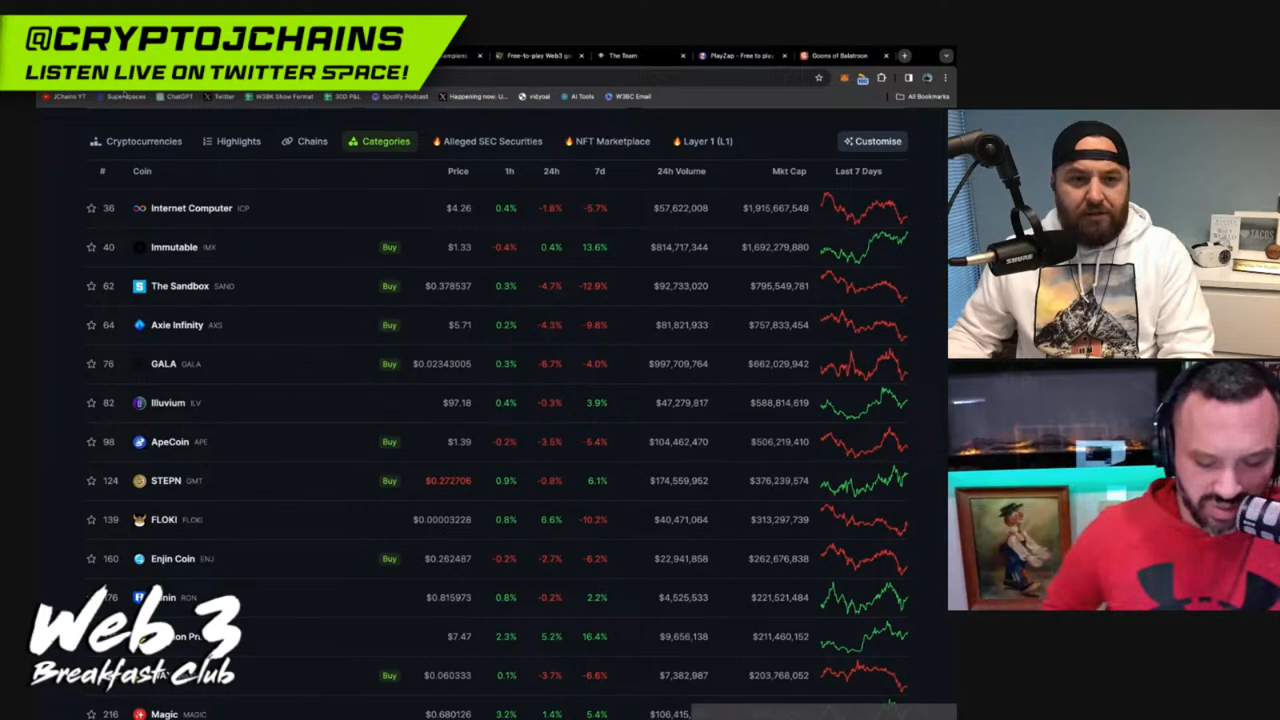 @CRYPTOJCHAINS
LISTEN LIVE ON TWITTER SPACE!
Free-to-play Web3 ga
The Team
PlayZap - Free to play
Goons of Balatroon
JChains YT
Superspaces
ChatGPT
Twitter
W3BK Show Format
30D P&L
Spotify Podcast
Happening now: U...
vidyoai
AI Tools
W3BC Email
All Bookmarks
Cryptocurrencies
Highlights
Chains
Categories
Alleged SEC Securities
NFT Marketplace
Layer 1 (L1)
Customise
# Coin Price 1h 24h 7d 24h Volume Mkt Cap Last 7 Days
36 Internet Computer ICP $4.26 0.4% -1.8% -5.7% $57,622,008 $1,915,667,548
40 Immutable IMX Buy $1.33 -0.4% 0.4% 13.6% $814,717,344 $1,692,279,880
62 The Sandbox SAND Buy $0.378537 0.3% -4.7% -12.9% $92,733,020 $795,549,781
64 Axie Infinity AXS Buy $5.71 0.2% -4.3% -9.8% $81,821,933 $757,833,454
76 GALA GALA Buy $0.02343005 0.3% -6.7% -4.0% $997,709,764 $662,029,942
82 Illuvium ILV $97.18 0.4% -0.3% 3.9% $47,279,817 $588,814,619
98 ApeCoin APE Buy $1.39 -0.2% -3.5% -5.4% $104,462,470 $506,219,410
124 STEPN GMT Buy $0.272706 0.9% -0.8% 6.1% $174,559,952 $376,239,574
139 FLOKI FLOKI $0.00003228 0.8% 6.6% -10.2% $40,471,064 $313,297,739
160 Enjin Coin ENJ Buy $0.262487 -0.2% -2.7% -6.2% $22,941,858 $262,676,838
RON $0.815973 0.8% -0.2% 2.2% $4,525,533 $221,521,484
$7.47 2.3% 5.2% 16.4% $9,656,138 $211,460,152
Buy $0.060333 0.1% -3.7% -6.6% $7,382,987 $203,768,052
216 Magic MAGIC $0.680126 3.2% 1.4% 5.4% $106,415,
Web 3
Breakfast Club
SHURE
TACOS